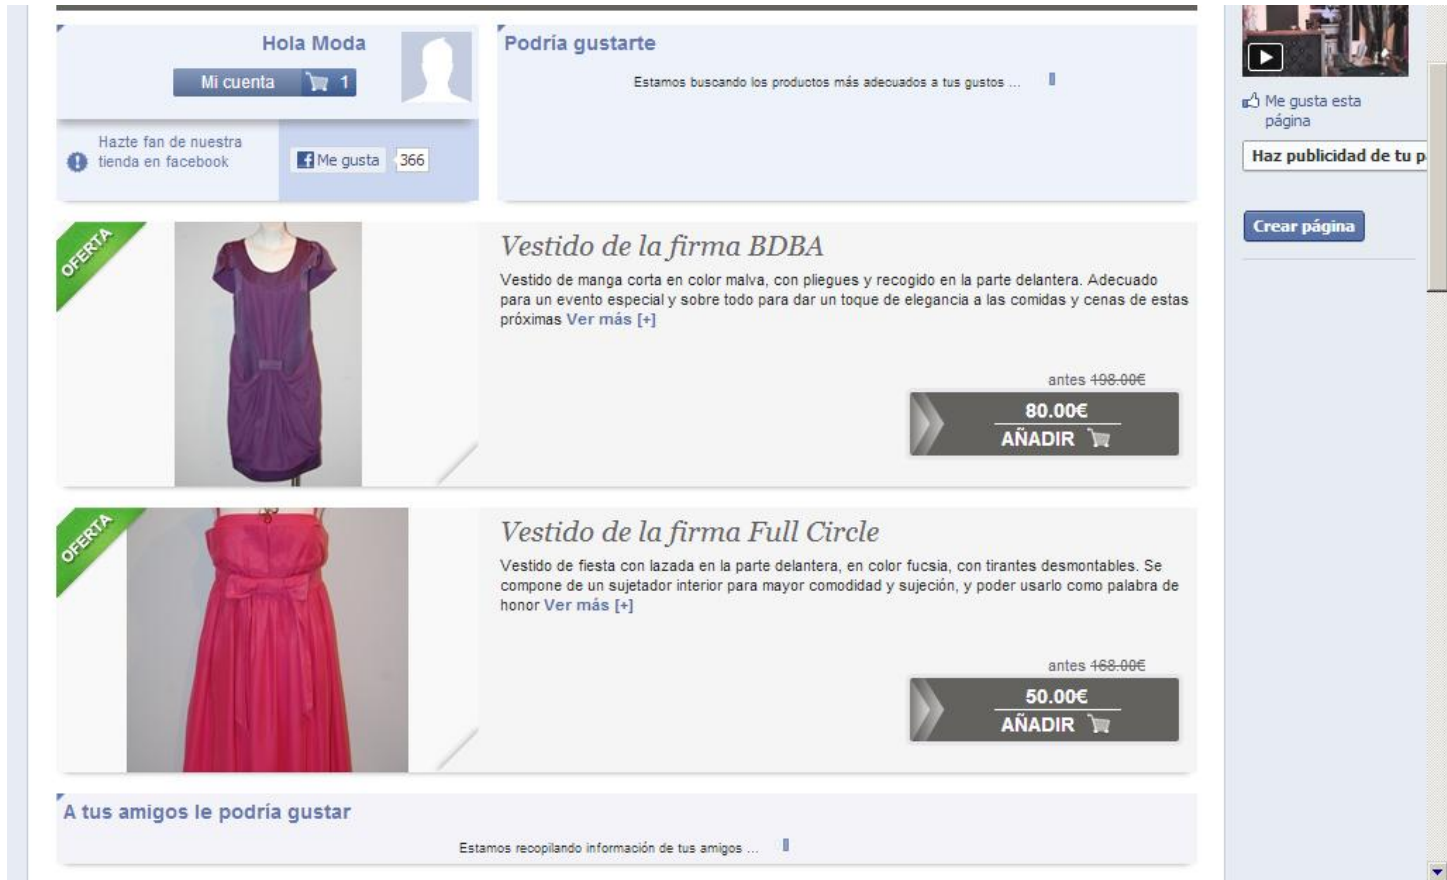 Hola Moda
Mi cuenta 1
Hazte fan de nuestra
tienda en facebook
Me gusta 366
Podría gustarte
Estamos buscando los productos más adecuados a tus gustos ...
Me gusta esta
página
Haz publicidad de tu p
Crear página
OFERTA
Vestido de la firma BDBA
Vestido de manga corta en color malva, con pliegues y recogido en la parte delantera. Adecuado
para un evento especial y sobre todo para dar un toque de elegancia a las comidas y cenas de estas
próximas Ver más [+]
antes 198.00€
80.00€
AÑADIR
OFERTA
Vestido de la firma Full Circle
Vestido de fiesta con lazada en la parte delantera, en color fucsia, con tirantes desmontables. Se
compone de un sujetador interior para mayor comodidad y sujeción, y poder usarlo como palabra de
honor Ver más [+]
antes 168.00€
50.00€
AÑADIR
A tus amigos le podría gustar
Estamos recopilando información de tus amigos ...